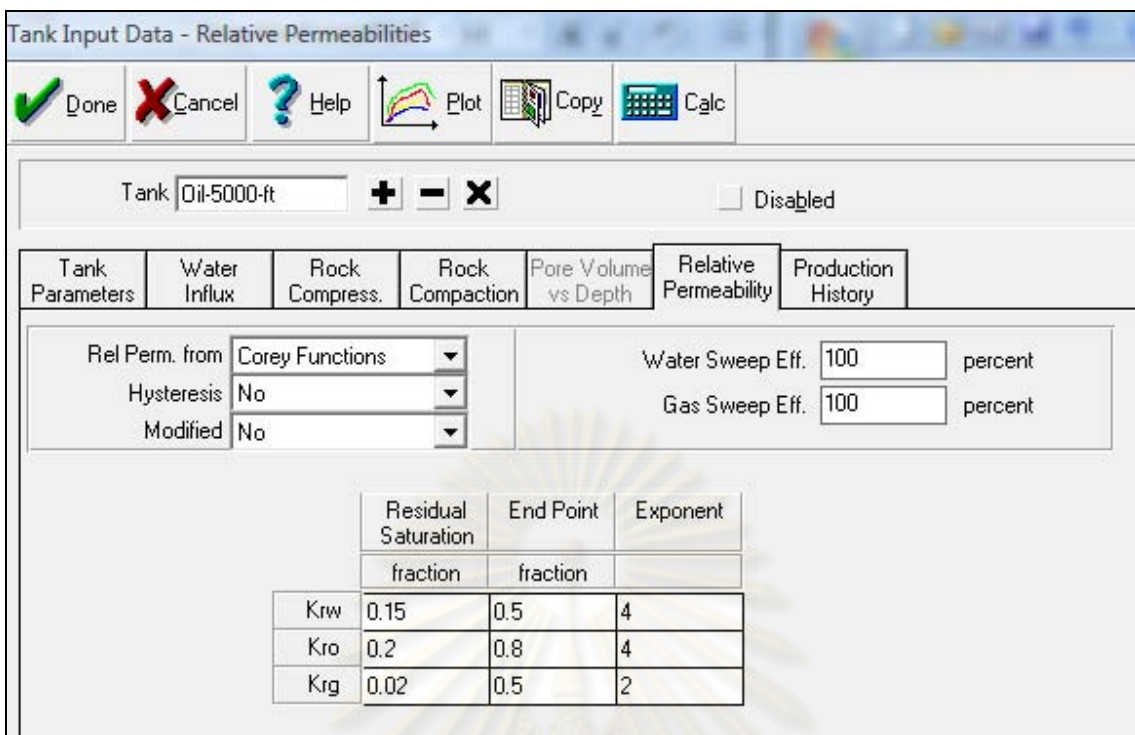 Tank Input Data - Relative Permeabilities
Done Cancel Help Plot Copy Calc
Tank Oil-5000-ft Disabled
Tank Parameters Water Influx Rock Compress. Rock Compaction Pore Volume vs Depth Relative Permeability Production History
Rel Perm. from Corey Functions Water Sweep Eff. 100 percent
Hysteresis No Gas Sweep Eff. 100 percent
Modified No
Residual Saturation End Point Exponent
fraction fraction
Krw 0.15 0.5 4
Kro 0.2 0.8 4
Krg 0.02 0.5 2